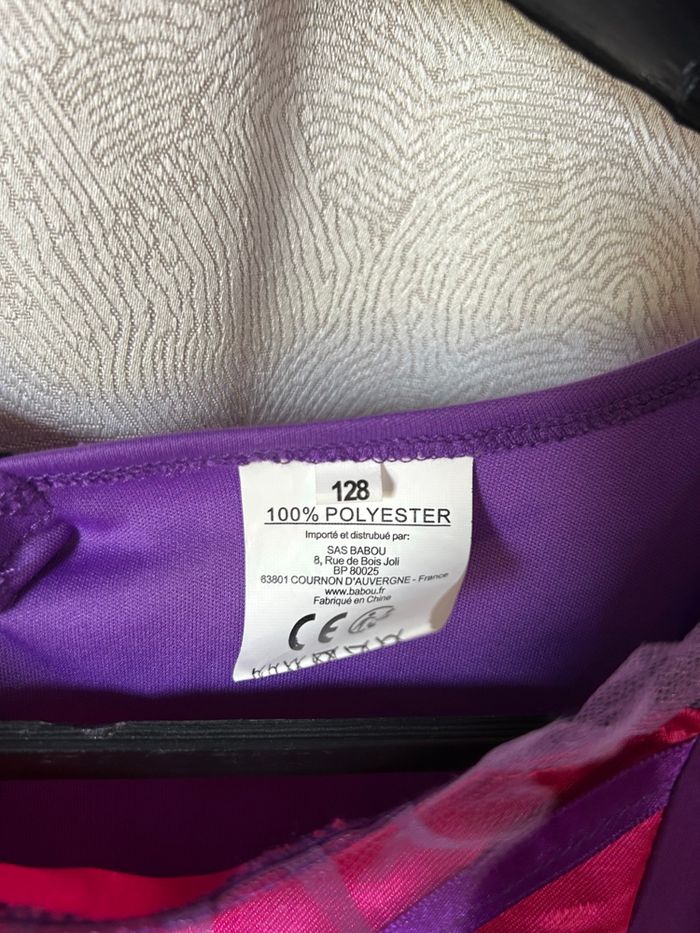 128
100% POLYESTER
Importé et distrubué par:
SAS BABOU
8, Rue de Bois Joli
BP 80025
63801 COURNON D'AUVERGNE - France
www.babou.fr
Fabriqué en Chine
CE